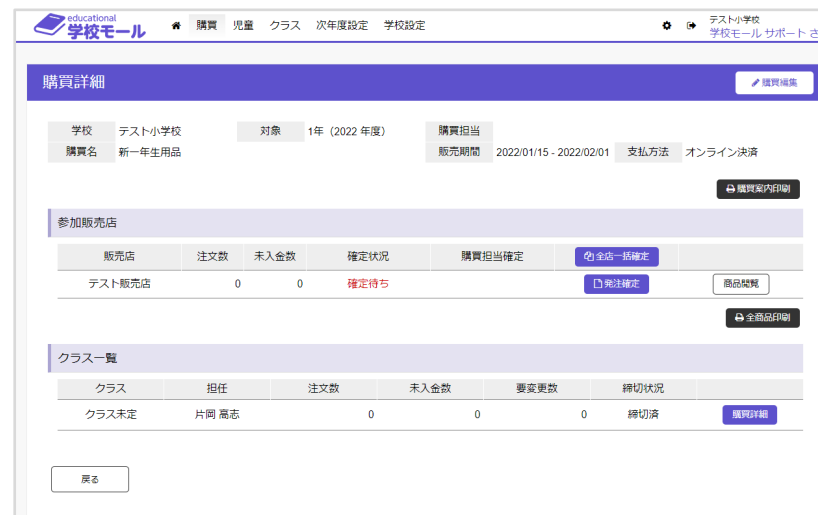 educational
学校モール
購買 児童 クラス 次年度設定 学校設定
テスト小学校
学校モール サポート さ
購買詳細
購買編集
学校 テスト小学校 対象 1年（2022 年度） 購買担当
購買名 新一年生用品 販売期間 2022/01/15 - 2022/02/01 支払方法 オンライン決済
購買案内印刷
参加販売店
販売店 注文数 未入金数 確定状況 購買担当確定 全店一括確定
テスト販売店 0 0 確定待ち 発注確定 商品閲覧
全商品印刷
クラス一覧
クラス 担任 注文数 未入金数 要変更数 締切状況
クラス未定 片岡 高志 0 0 0 締切済 購買詳細
戻る